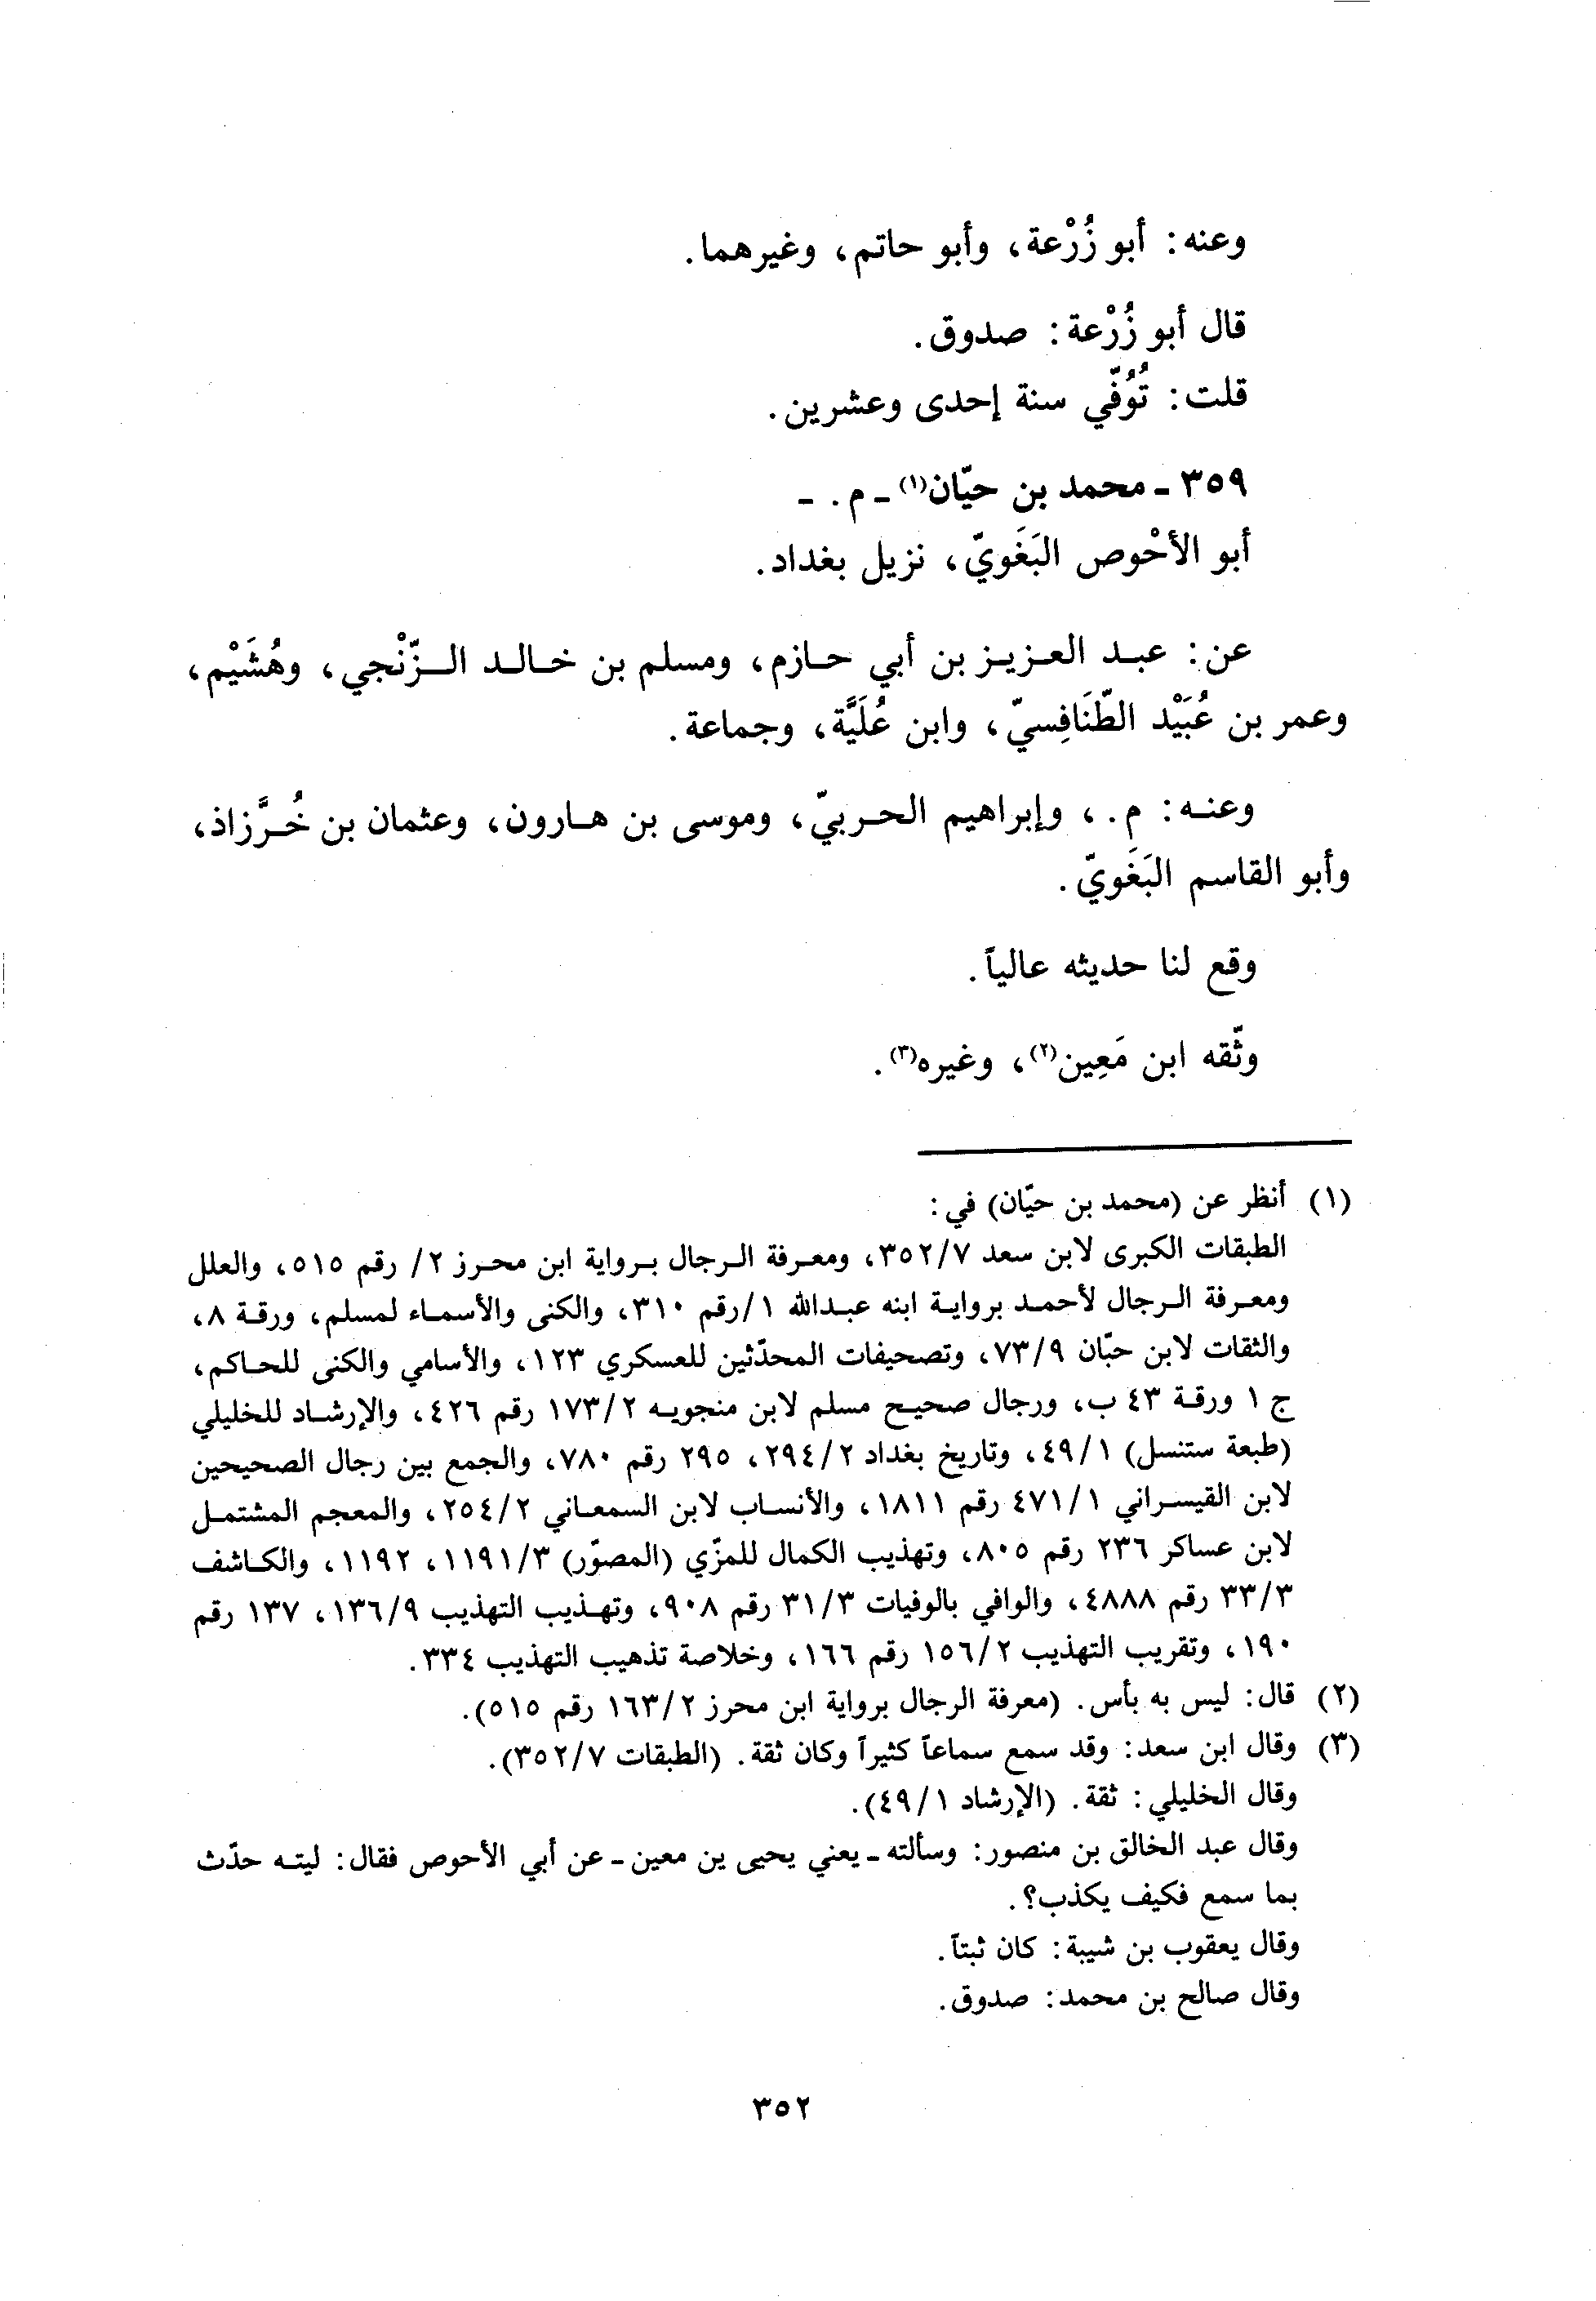 وعنه: أبو زُرْعة، وأبو حاتم، وغيرهما.
قال أبو زُرْعة: صدوق.
قلت: تُوُفّي سنة إحدى وعشرين.
٣٥٩ ـ محمد بن حيّان(١) ـ م. ـ
أبو الأحْوص البَغَويّ، نزيل بغداد.
عن: عبد العزيز بن أبي حازم، ومسلم بن خالد الزّنْجي، وهُشَيْم،
وعمر بن عُبَيْد الطّنَافِسيّ، وابن عُلَيَّة، وجماعة.
وعنه: م.، وإبراهيم الحربيّ، وموسى بن هارون، وعثمان بن خُرَّزاذ،
وأبو القاسم البَغَويّ.
وقع لنا حديثه عالياً.
وثّقه ابن مَعِين(٢)، وغيره(٣).
(١) أنظر عن (محمد بن حيّان) في:
الطبقات الكبرى لابن سعد ٣٥٢/٧، ومعرفة الرجال برواية ابن محرز ٢/ رقم ٥١٥، والعلل
ومعرفة الرجال لأحمد برواية ابنه عبدالله ١/رقم ٣١٠، والكنى والأسماء لمسلم، ورقة ٨،
والثقات لابن حبّان ٧٣/٩، وتصحيفات المحدّثين للعسكري ١٢٣، والأسامي والكنى للحاكم،
ج ١ ورقة ٤٣ ب، ورجال صحيح مسلم لابن منجويه ١٧٣/٢ رقم ٤٢٦، والإرشاد للخليلي
(طبعة ستنسل) ٤٩/١، وتاريخ بغداد ٢٩٤/٢، ٢٩٥ رقم ٧٨٠، والجمع بين رجال الصحيحين
لابن القيسراني ٤٧١/١ رقم ١٨١١، والأنساب لابن السمعاني ٢٥٤/٢، والمعجم المشتمل
لابن عساكر ٢٣٦ رقم ٨٠٥، وتهذيب الكمال للمزّي (المصوّر) ١١٩١/٣، ١١٩٢، والكاشف
٣٣/٣ رقم ٤٨٨٨، والوافي بالوفيات ٣١/٣ رقم ٩٠٨، وتهذيب التهذيب ١٣٦/٩، ١٣٧ رقم
١٩٠، وتقريب التهذيب ١٥٦/٢ رقم ١٦٦، وخلاصة تذهيب التهذيب ٣٣٤.
(٢) قال: ليس به بأس. (معرفة الرجال برواية ابن محرز ١٦٣/٢ رقم ٥١٥).
(٣) وقال ابن سعد: وقد سمع سماعاً كثيراً وكان ثقة. (الطبقات ٣٥٢/٧).
وقال الخليلي: ثقة. (الإرشاد ٤٩/١).
وقال عبد الخالق بن منصور: وسألته ـ يعني يحيى ين معين ـ عن أبي الأحوص فقال: ليته حدّث
بما سمع فكيف يكذب؟.
وقال يعقوب بن شيبة: كان ثبتاً.
وقال صالح بن محمد: صدوق.
٣٥٢